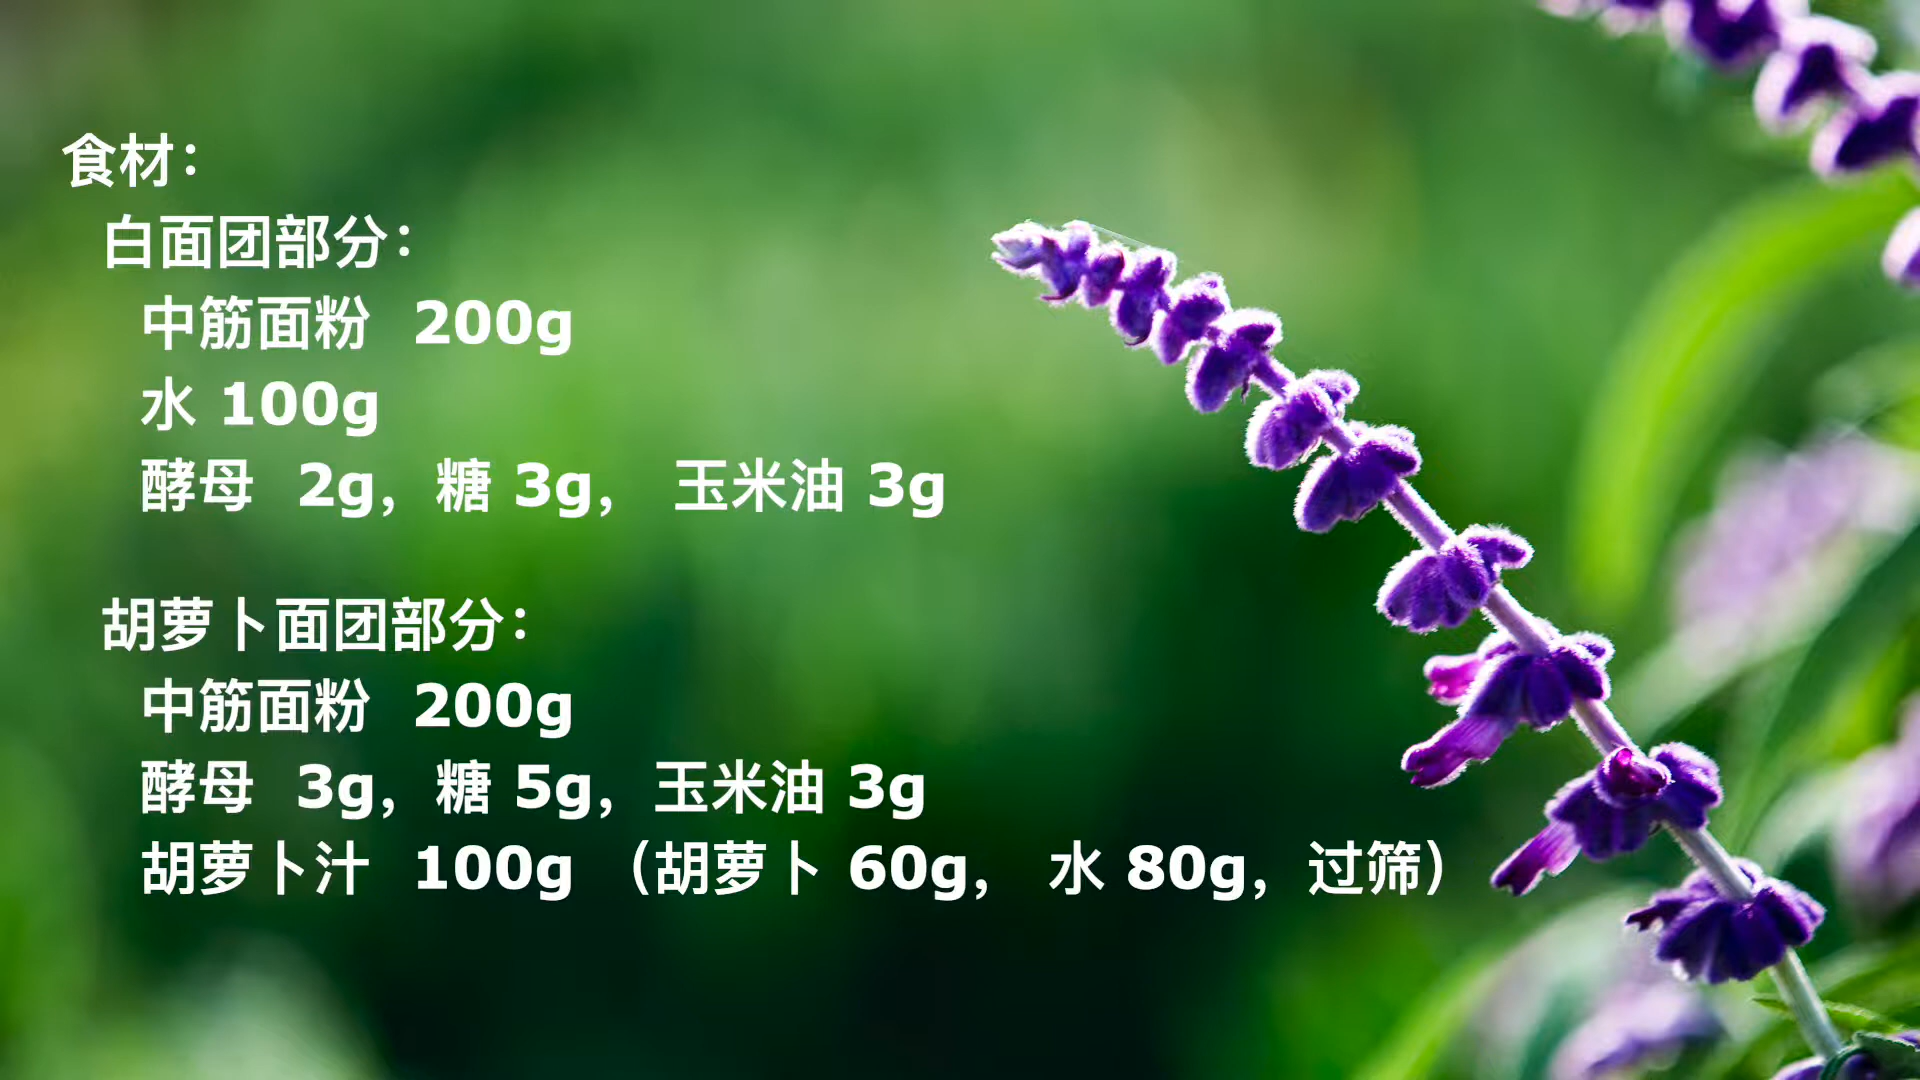 食材：
白面团部分：
中筋面粉 200g
水 100g
酵母 2g，糖 3g， 玉米油 3g
胡萝卜面团部分：
中筋面粉 200g
酵母 3g，糖 5g，玉米油 3g
胡萝卜汁 100g （胡萝卜 60g， 水 80g，过筛）